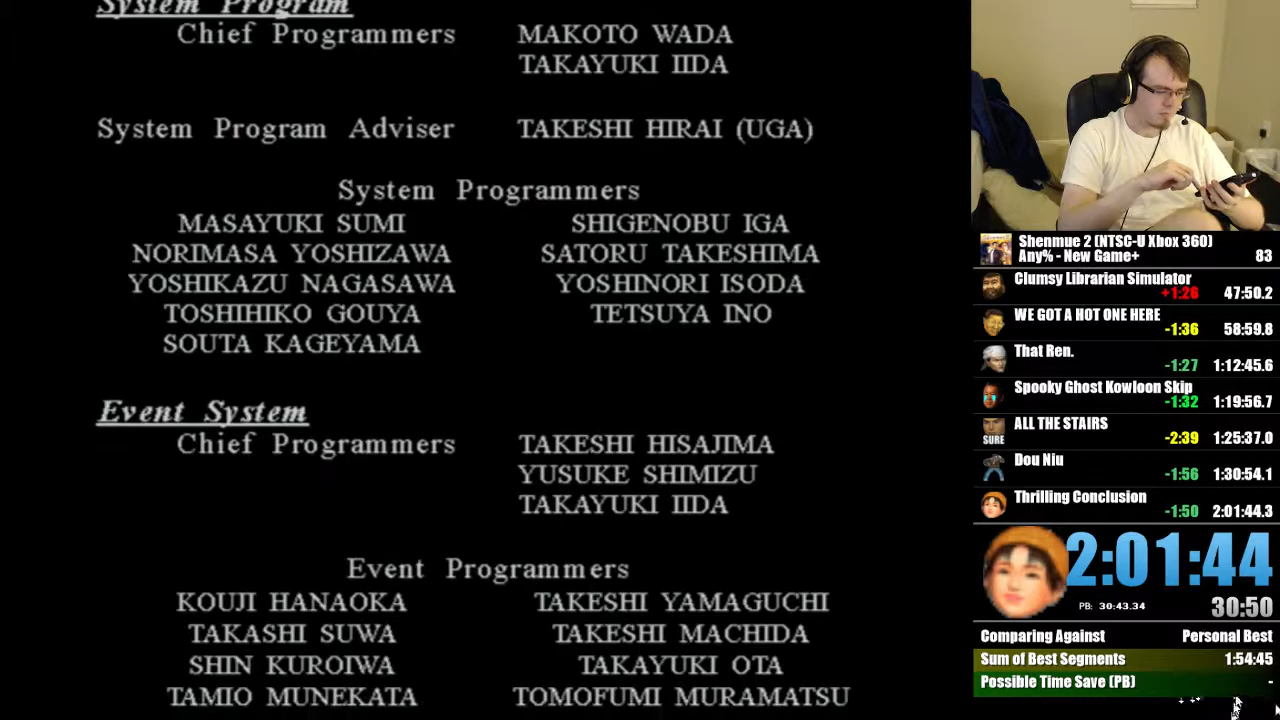 System Program
Chief Programmers MAKOTO WADA
TAKAYUKI IIDA
System Program Adviser TAKESHI HIRAI (UGA)
System Programmers
MASAYUKI SUMI SHIGENOBU IGA
NORIMASA YOSHIZAWA SATORU TAKESHIMA
YOSHIKAZU NAGASAWA YOSHINORI ISODA
TOSHIHIKO GOUYA TETSUYA INO
SOUTA KAGEYAMA
Event System
Chief Programmers TAKESHI HISAJIMA
YUSUKE SHIMIZU
TAKAYUKI IIDA
Event Programmers
KOUJI HANAOKA TAKESHI YAMAGUCHI
TAKASHI SUWA TAKESHI MACHIDA
SHIN KUROIWA TAKAYUKI OTA
TAMIO MUNEKATA TOMOFUMI MURAMATSU
Shenmue 2 (NTSC-U Xbox 360)
Any% - New Game+ 83
Clumsy Librarian Simulator
+1:26 47:50.2
WE GOT A HOT ONE HERE
-1:36 58:59.8
That Ren.
-1:27 1:12:45.6
Spooky Ghost Kowloon Skip
-1:32 1:19:56.7
ALL THE STAIRS
SURE -2:39 1:25:37.0
Dou Niu
-1:56 1:30:54.1
Thrilling Conclusion
-1:50 2:01:44.3
2:01:44
PB: 30:43.34 30:50
Comparing Against Personal Best
Sum of Best Segments 1:54:45
Possible Time Save (PB) -